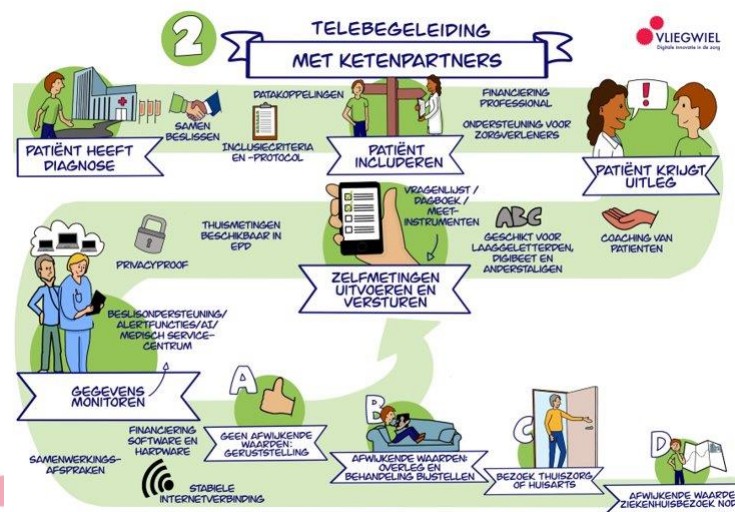 2
TELEBEGELEIDING
MET KETENPARTNERS
VLIEGWIEL
Digitale innovatie in de zorg
PATIËNT HEEFT
DIAGNOSE
SAMEN
BESLISSEN
DATAKOPPELINGEN
INCLUSIECRITERIA
EN -PROTOCOL
PATIËNT
INCLUDEREN
FINANCIERING
PROFESSIONAL
ONDERSTEUNING VOOR
ZORGVERLENERS
!
PATIËNT KRIJGT
UITLEG
COACHING VAN
PATIENTEN
ABC
GESCHIKT VOOR
LAAGGELETTERDEN,
DIGIBEET EN
ANDERSTALIGEN
VRAGENLIJST /
DAGBOEK /
MEET-
INSTRUMENTEN
ZELFMETINGEN
UITVOEREN EN
VERSTUREN
THUISMETINGEN
BESCHIKBAAR IN
EPD
PRIVACYPROOF
BESLISONDERSTEUNING/
ALERTFUNCTIES/AI/
MEDISCH SERVICE-
CENTRUM
GEGEVENS
MONITOREN
SAMENWERKINGS-
AFSPRAKEN
FINANCIERING
SOFTWARE EN
HARDWARE
STABIELE
INTERNETVERBINDING
A
GEEN AFWIJKENDE
WAARDEN:
GERUSTSTELLING
B
AFWIJKENDE WAARDEN:
OVERLEG EN
BEHANDELING BIJSTELLEN
C
BEZOEK THUISZORG
OF HUISARTS
D
AFWIJKENDE WAARDE
ZIEKENHUISBEZOEK NOD